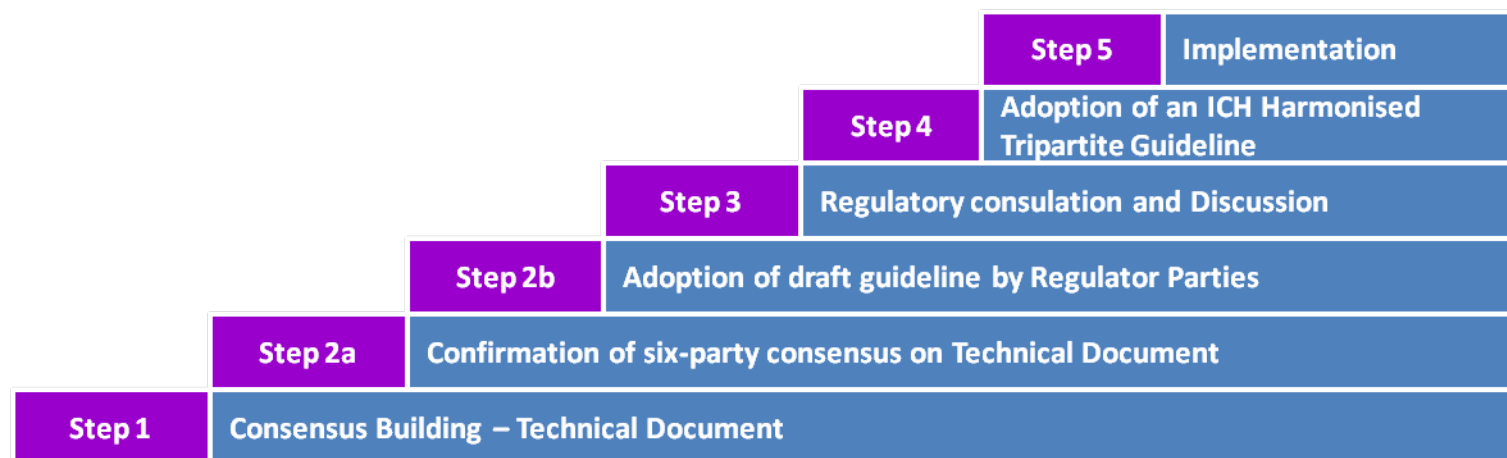 Step 5 Implementation
Step 4 Adoption of an ICH Harmonised
Tripartite Guideline
Step 3 Regulatory consulation and Discussion
Step 2b Adoption of draft guideline by Regulator Parties
Step 2a Confirmation of six-party consensus on Technical Document
Step 1 Consensus Building – Technical Document